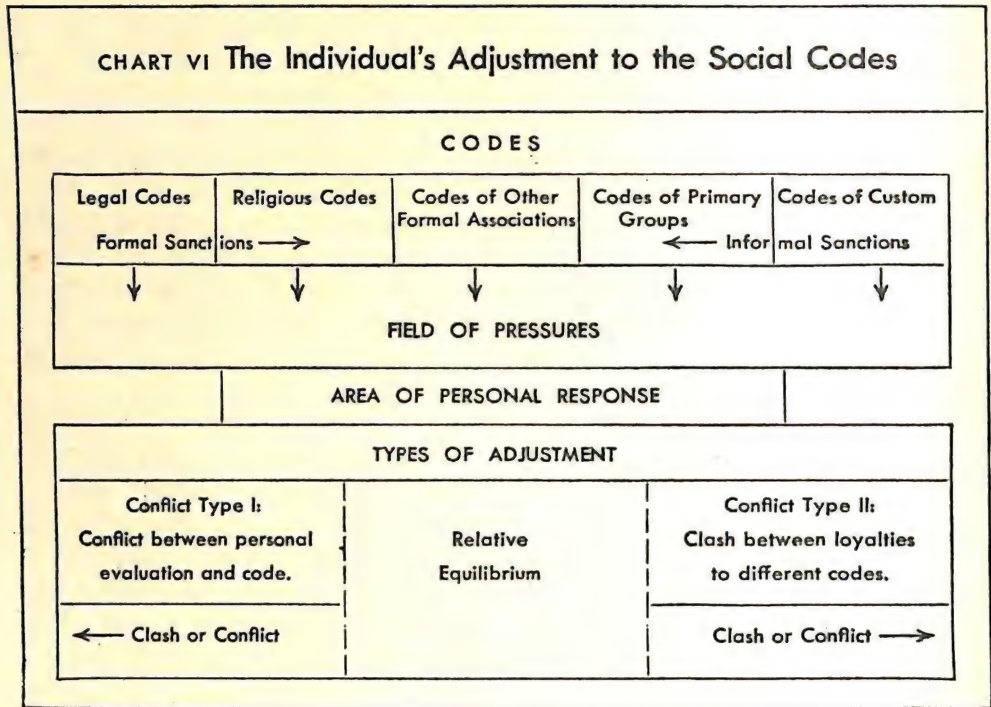 CHART VI The Individual's Adjustment to the Social Codes
CODES
Legal Codes
Religious Codes
Codes of Other
Formal Associations
Codes of Primary
Groups
Codes of Custom
Formal Sanctions →
← Informal Sanctions
FIELD OF PRESSURES
AREA OF PERSONAL RESPONSE
TYPES OF ADJUSTMENT
Conflict Type I:
Conflict between personal
evaluation and code.
← Clash or Conflict
Relative
Equilibrium
Conflict Type II:
Clash between loyalties
to different codes.
Clash or Conflict →